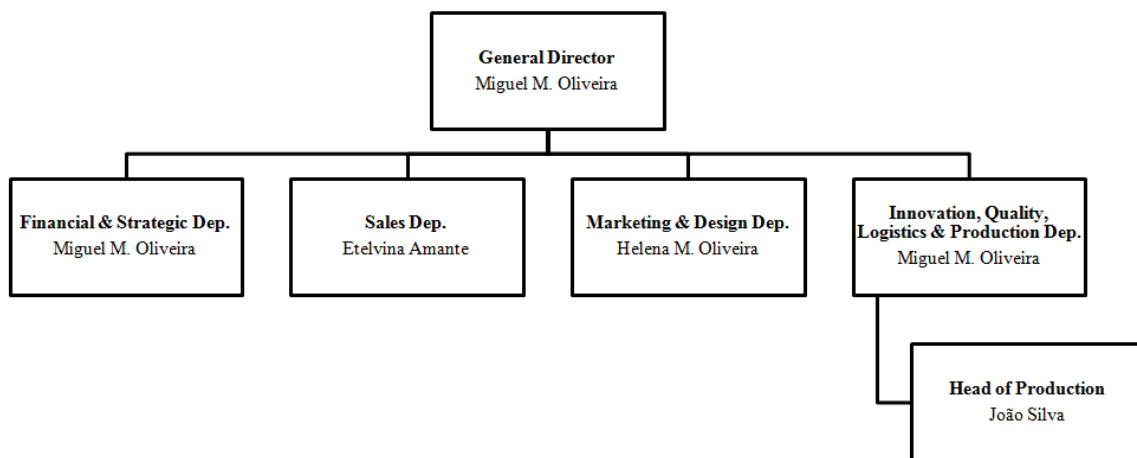 General Director
Miguel M. Oliveira
Financial & Strategic Dep.
Miguel M. Oliveira
Sales Dep.
Etelvina Amante
Marketing & Design Dep.
Helena M. Oliveira
Innovation, Quality,
Logistics & Production Dep.
Miguel M. Oliveira
Head of Production
João Silva